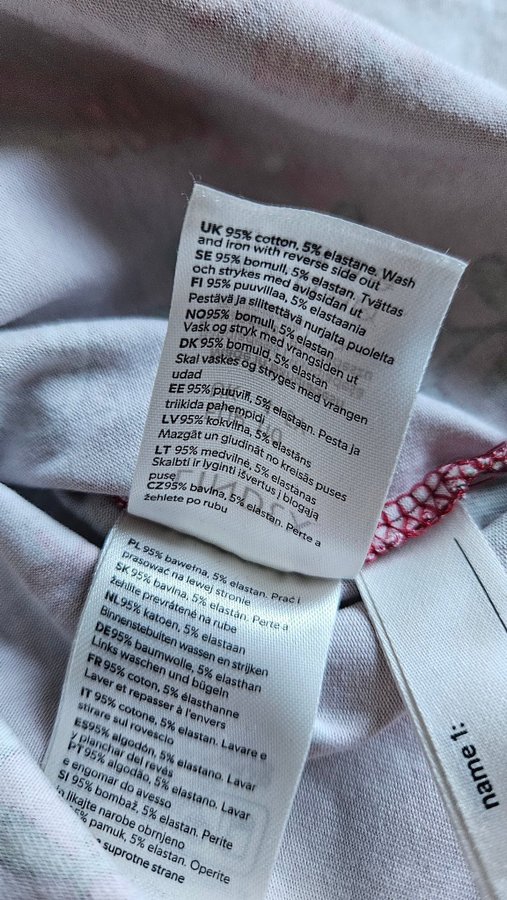 UK 95% cotton, 5% elastane. Wash
and iron with reverse side out
SE 95% bomull, 5% elastan. Tvättas
och strykes med avigsidan ut
FI 95% puuvillaa, 5% elastaania
Pestävä ja silitettävä nurjalta puolelta
NO95% bomull, 5% elastan
Vask og stryk med vrangsiden ut
DK 95% bomuld, 5% elastan
Skal vaskes og stryges med vrangen
udad
EE 95% puuvill, 5% elastaan. Pesta ja
triikida pahempidi
LV95% kokvilna, 5% elastāns
Mazgāt un gludināt no kreisās puses
LT 95% medvilnė, 5% elastanas
Skalbti ir lyginti išvertus į blogąją
pusę
CZ95% bavlna, 5% elastan. Perte a
žehlete po rubu
PL 95% bawełna, 5% elastan. Prać i
prasować na lewej stronie
SK 95% bavlna, 5% elastán. Perte a
žehlite prevrátené na rube
NL95% katoen, 5% elastaan
Binnenstebuiten wassen en strijken
DE95% baumwolle, 5% elasthan
Links waschen und bügeln
FR 95% coton, 5% élasthanne
Laver et repasser à l'envers
IT 95% cotone, 5% elastan. Lavare e
stirare sul rovescio
ES95% algodón, 5% elastano. Lavar
y planchar del revés
PT 95% algodão, 5% elastano. Lavar
e engomar do avesso
SI 95% bombaž, 5% elastan. Perite
likajte narobe obrnjeno
pamuk, 5% elastan. Operite
suprotne strane
name 1: